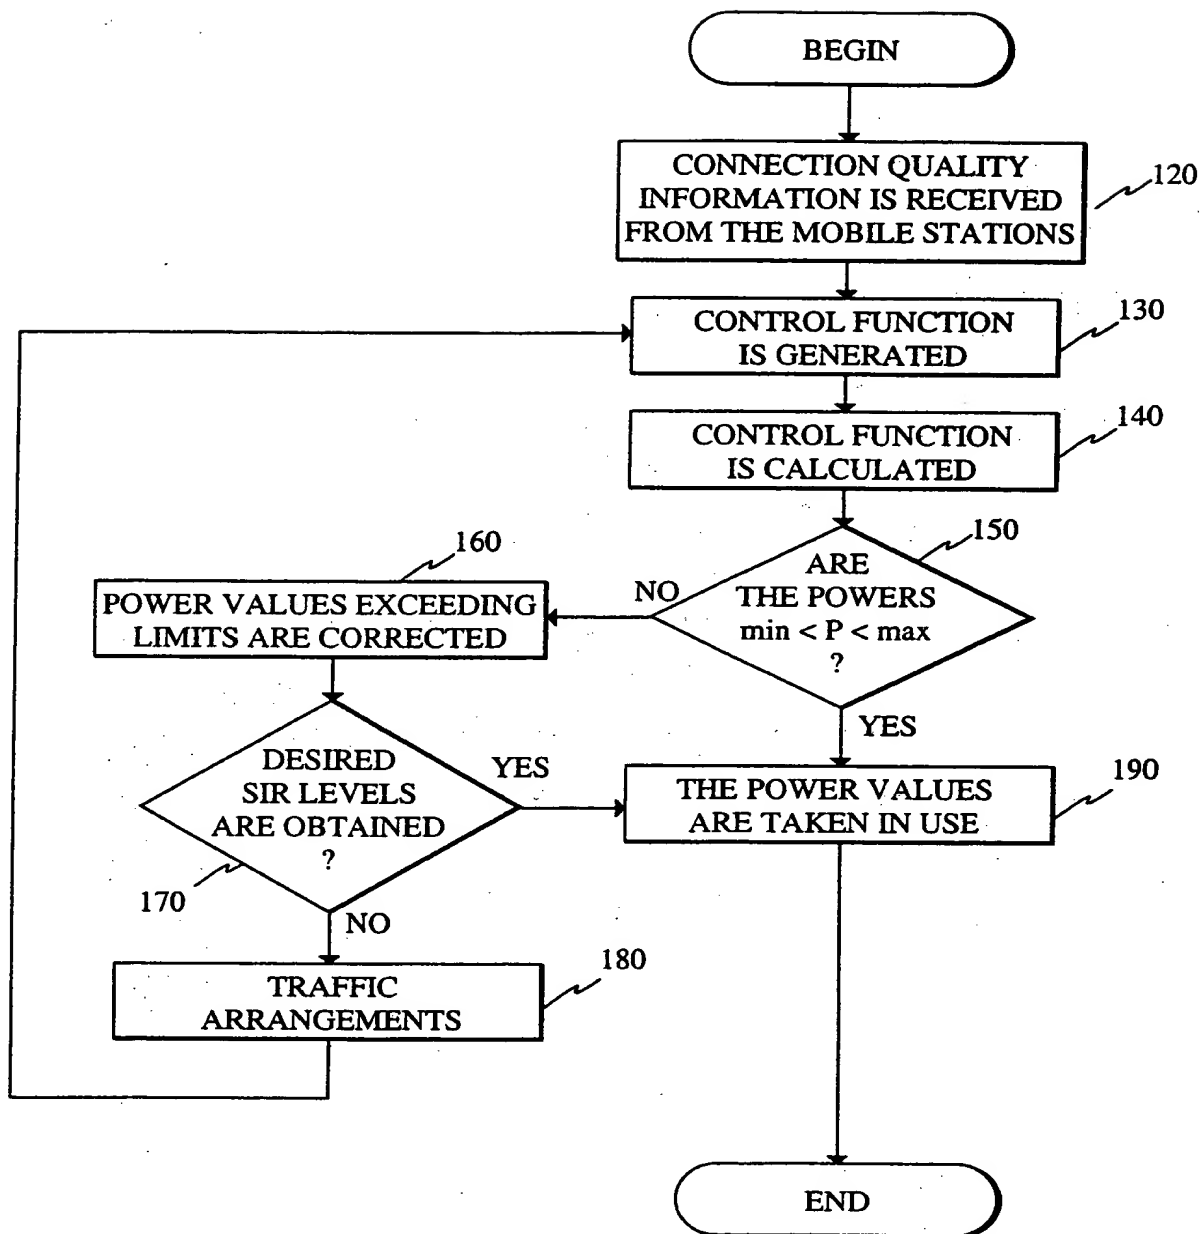 BEGIN
CONNECTION QUALITY
INFORMATION IS RECEIVED
FROM THE MOBILE STATIONS
120
CONTROL FUNCTION
IS GENERATED
130
CONTROL FUNCTION
IS CALCULATED
140
ARE
THE POWERS
min < P < max
?
150
NO
YES
160
POWER VALUES EXCEEDING
LIMITS ARE CORRECTED
DESIRED
SIR LEVELS
ARE OBTAINED
?
170
YES
NO
THE POWER VALUES
ARE TAKEN IN USE
190
TRAFFIC
ARRANGEMENTS
180
END